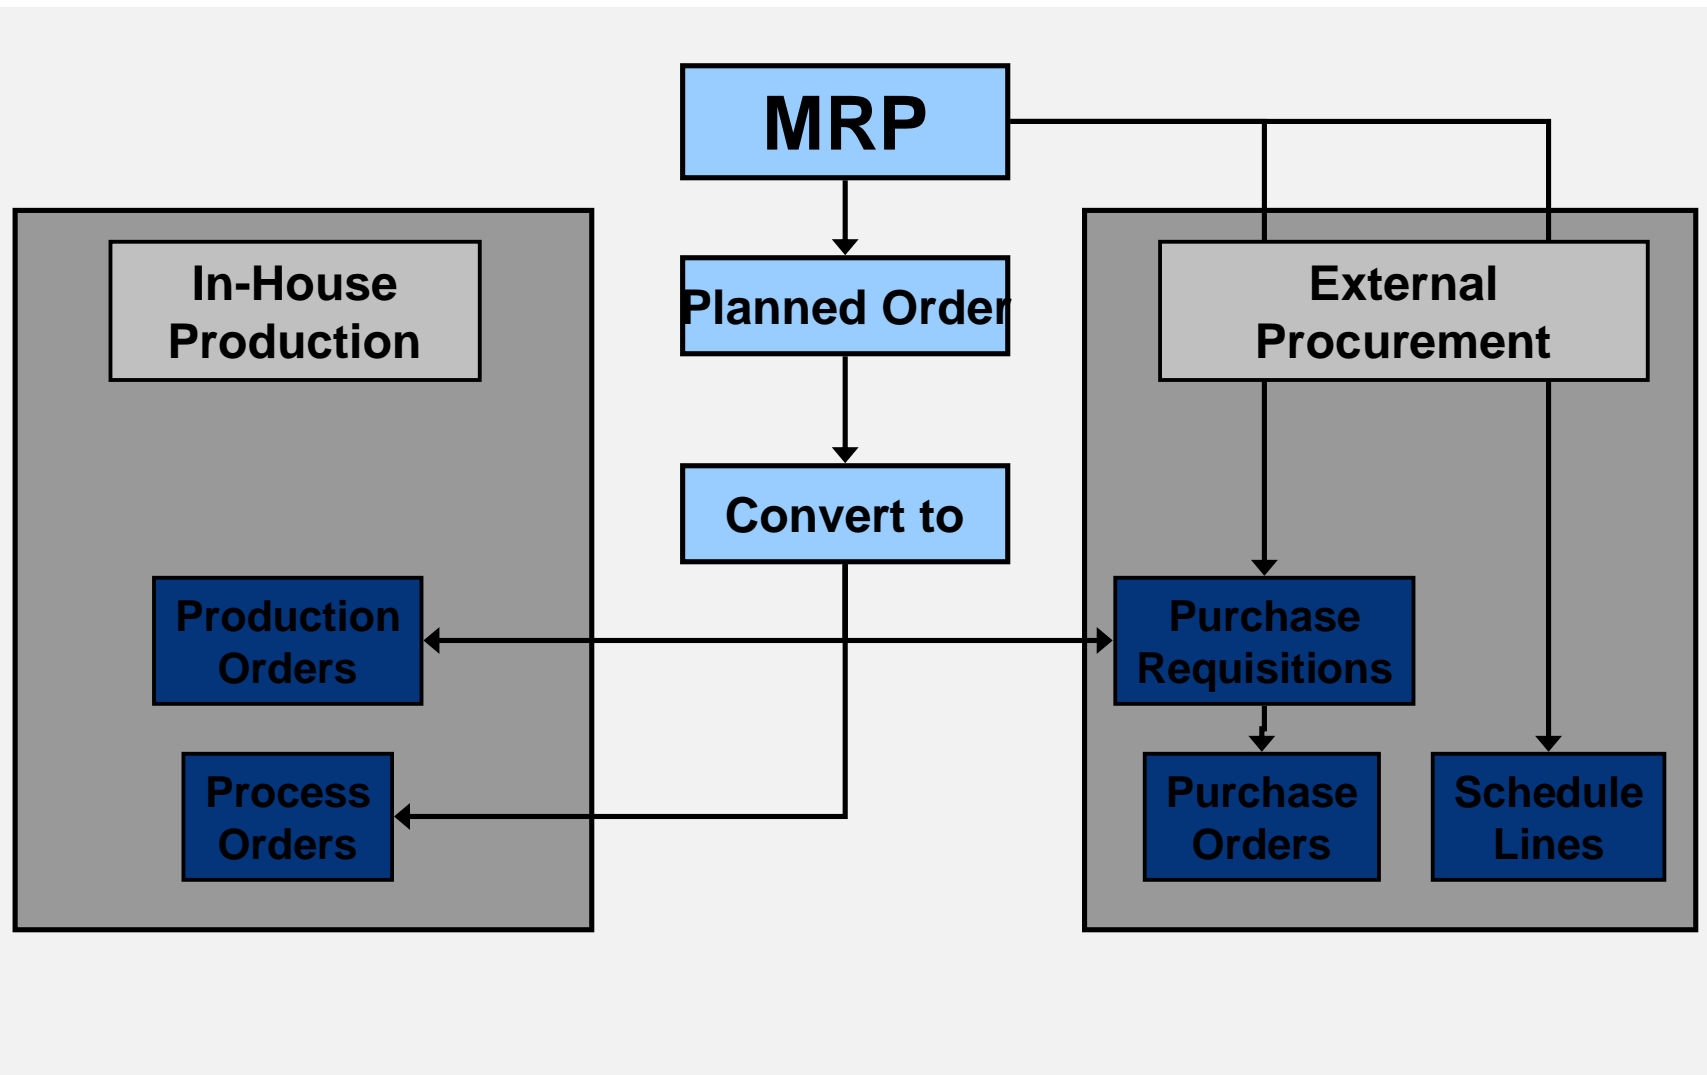 MRP
In-House
Production
Planned Order
External
Procurement
Convert to
Production
Orders
Purchase
Requisitions
Process
Orders
Purchase
Orders
Schedule
Lines